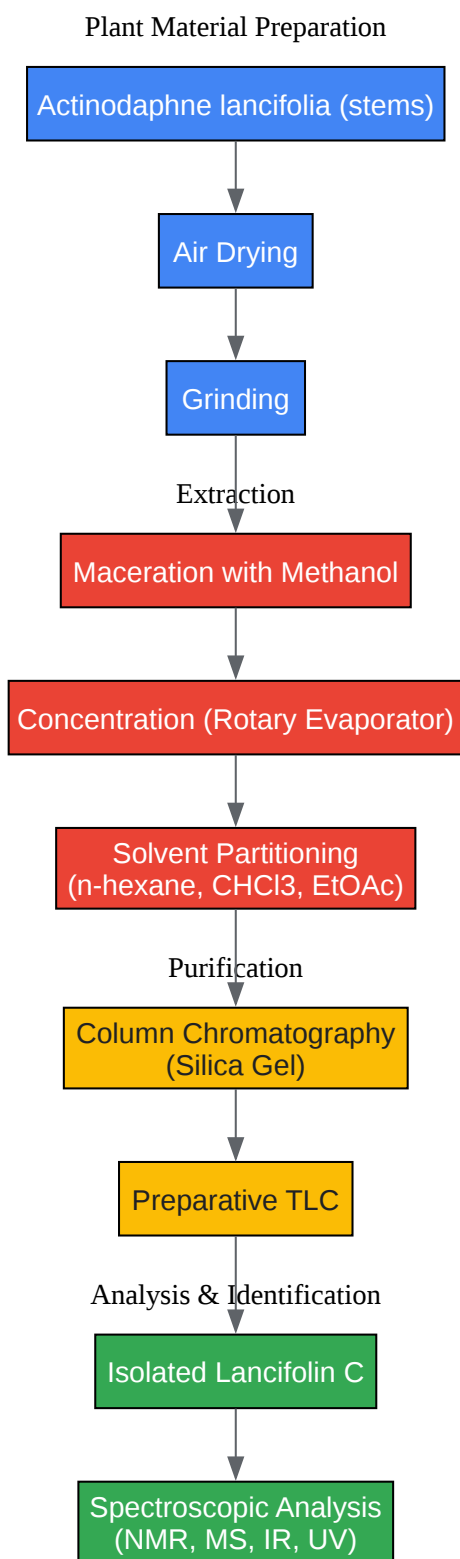 Plant Material Preparation
Actinodaphne lancifolia (stems)
Air Drying
Grinding
Extraction
Maceration with Methanol
Concentration (Rotary Evaporator)
Solvent Partitioning
(n-hexane, CHCl3, EtOAc)
Purification
Column Chromatography
(Silica Gel)
Preparative TLC
Analysis & Identification
Isolated Lancifolin C
Spectroscopic Analysis
(NMR, MS, IR, UV)